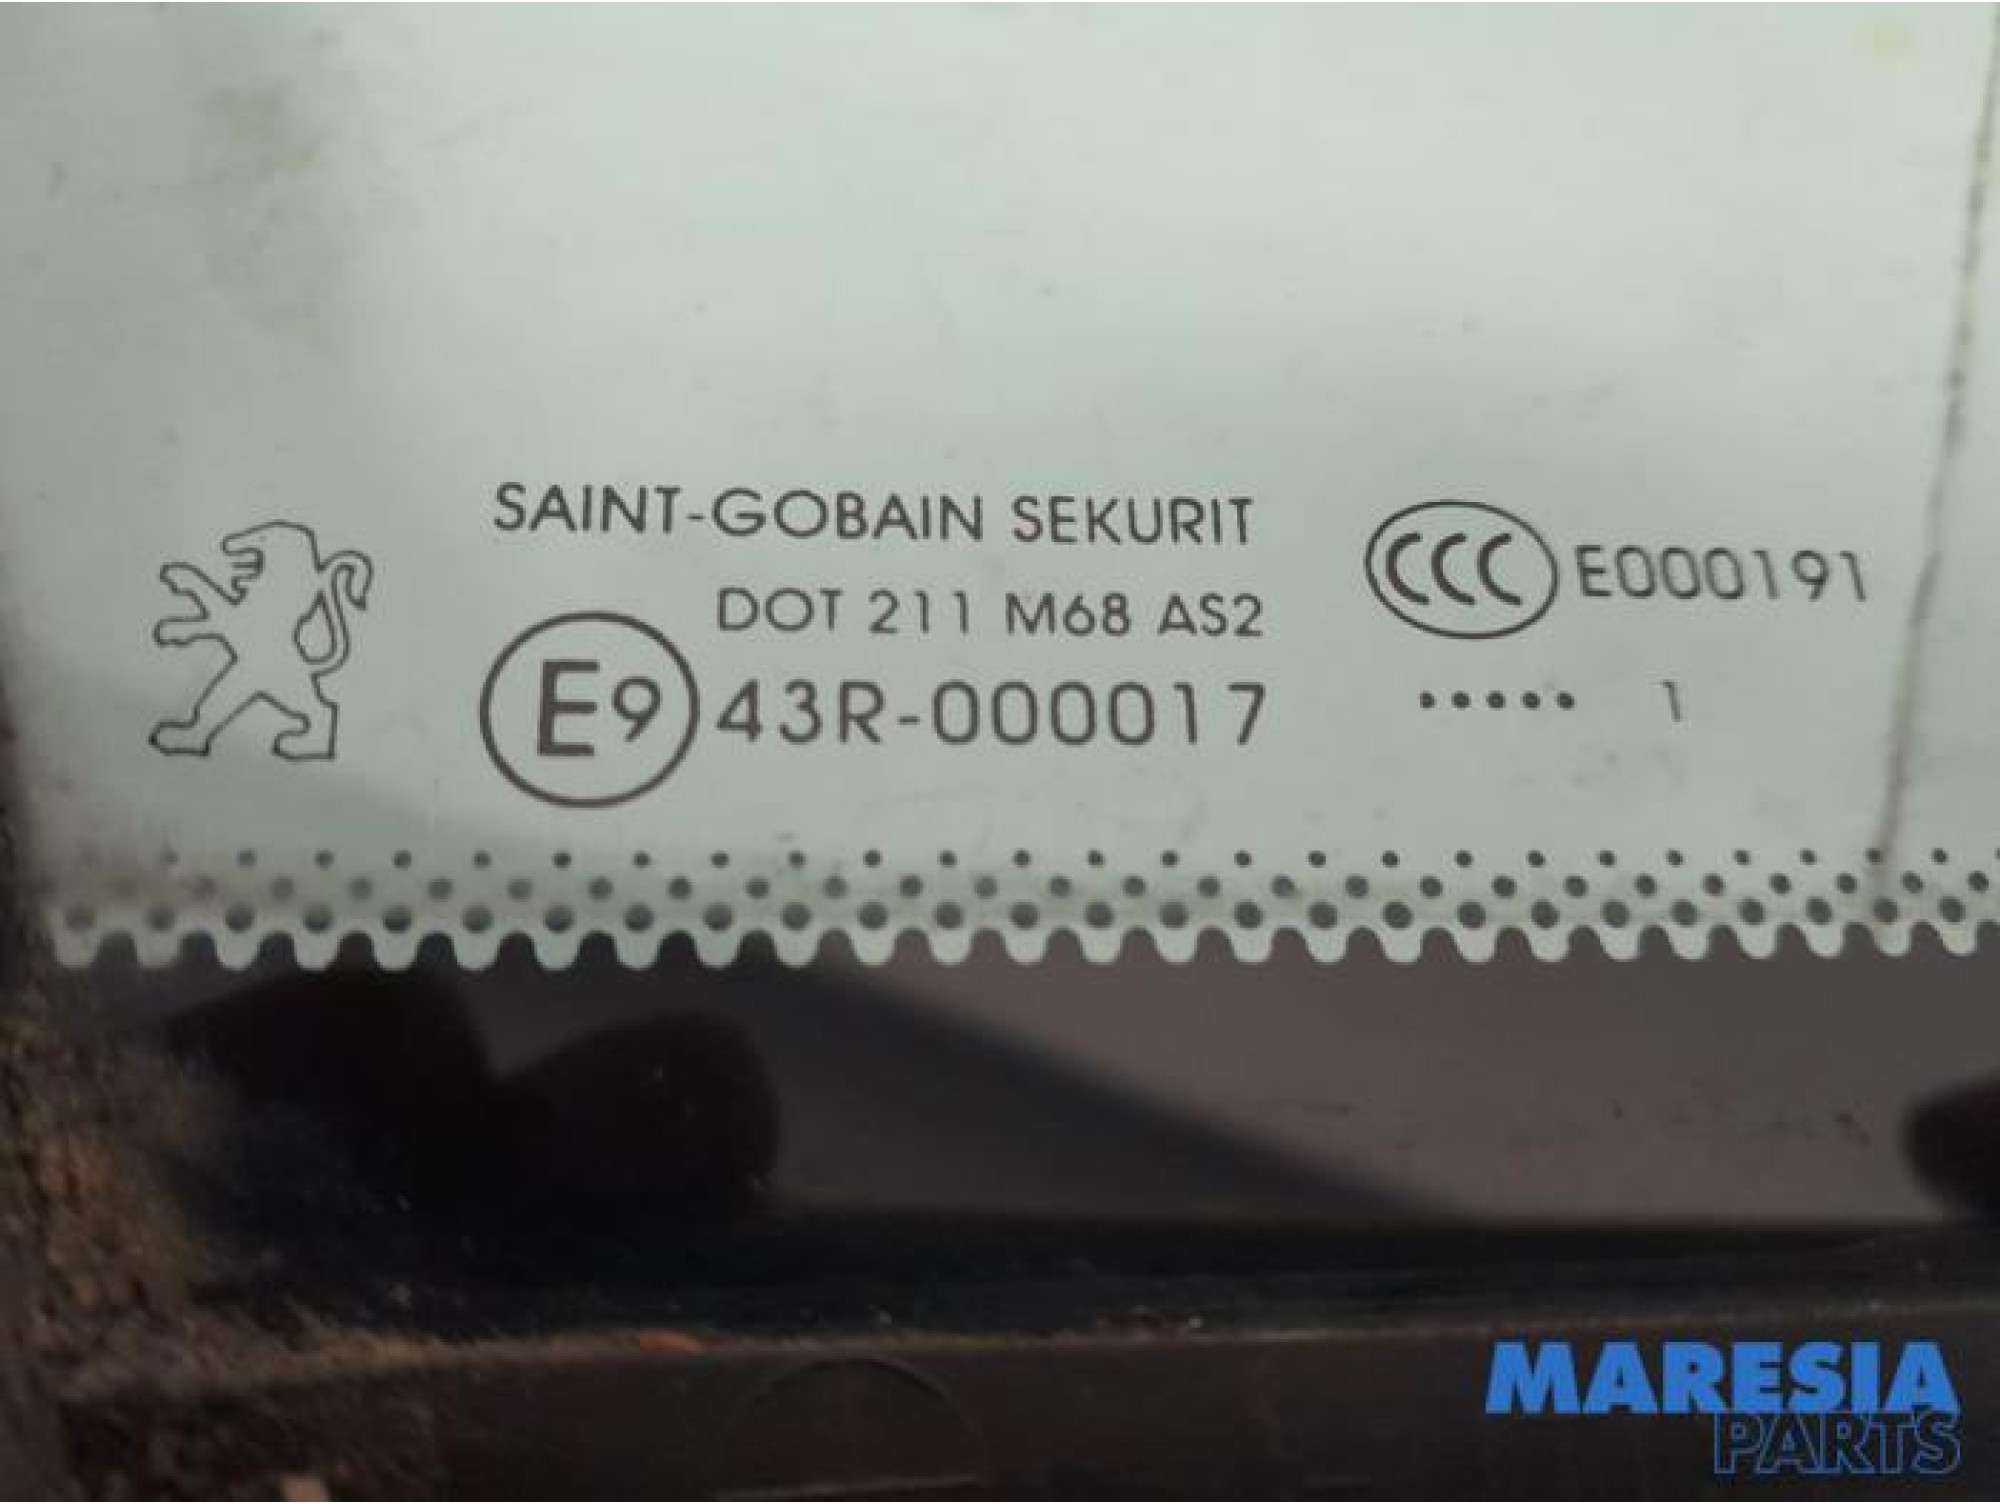 SAINT-GOBAIN SEKURIT
DOT 211 M68 AS2
E9 43R-000017
CCC E000191
..... 1
MARESIA
PARTS